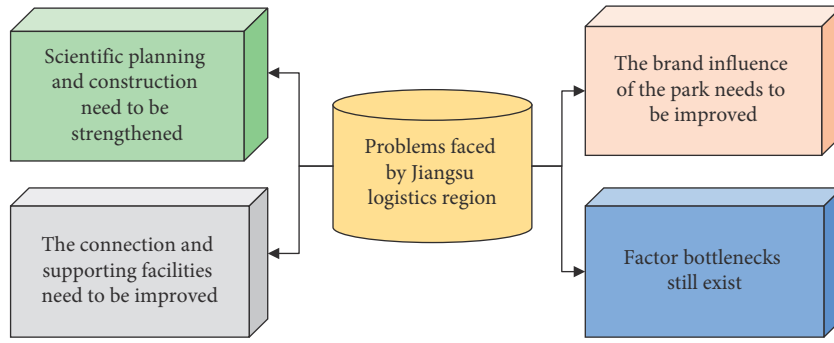 Scientific planning
and construction
need to be
strengthened
The connection and
supporting facilities
need to be improved
Problems faced
by Jiangsu
logistics region
The brand influence
of the park needs to
be improved
Factor bottlenecks
still exist